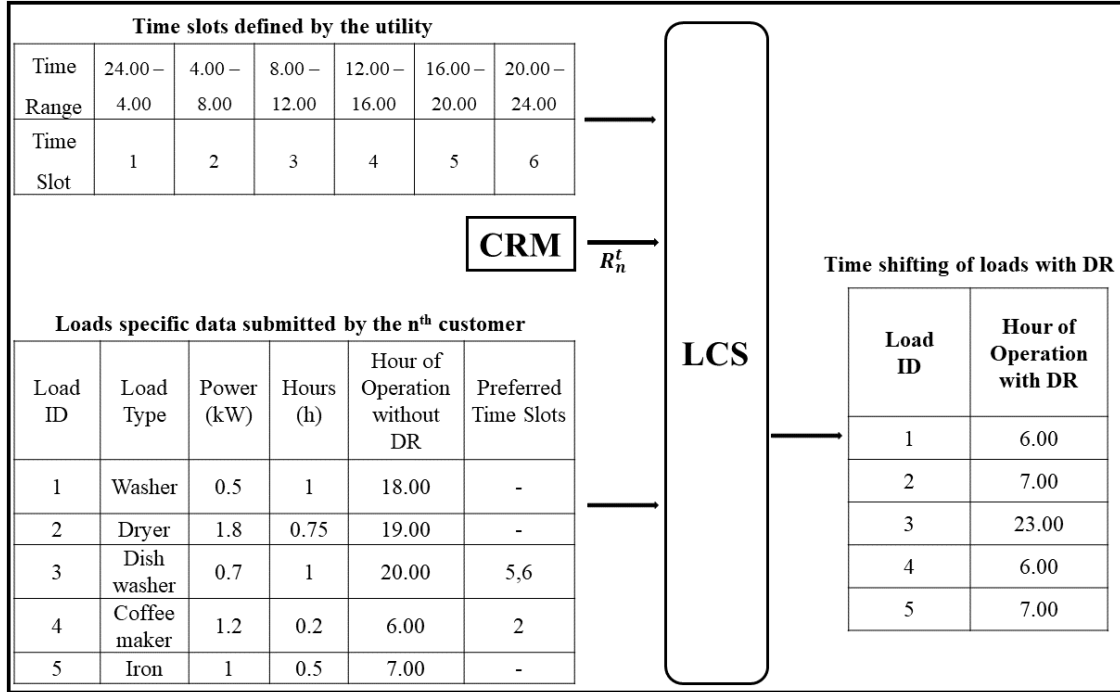 Time slots defined by the utility
Time Range 24.00 – 4.00 4.00 – 8.00 8.00 – 12.00 12.00 – 16.00 16.00 – 20.00 20.00 – 24.00
Time Slot 1 2 3 4 5 6
CRM
R_n^t
LCS
Loads specific data submitted by the nth customer
Load ID Load Type Power (kW) Hours (h) Hour of Operation without DR Preferred Time Slots
1 Washer 0.5 1 18.00 -
2 Dryer 1.8 0.75 19.00 -
3 Dish washer 0.7 1 20.00 5,6
4 Coffee maker 1.2 0.2 6.00 2
5 Iron 1 0.5 7.00 -
Time shifting of loads with DR
Load ID Hour of Operation with DR
1 6.00
2 7.00
3 23.00
4 6.00
5 7.00